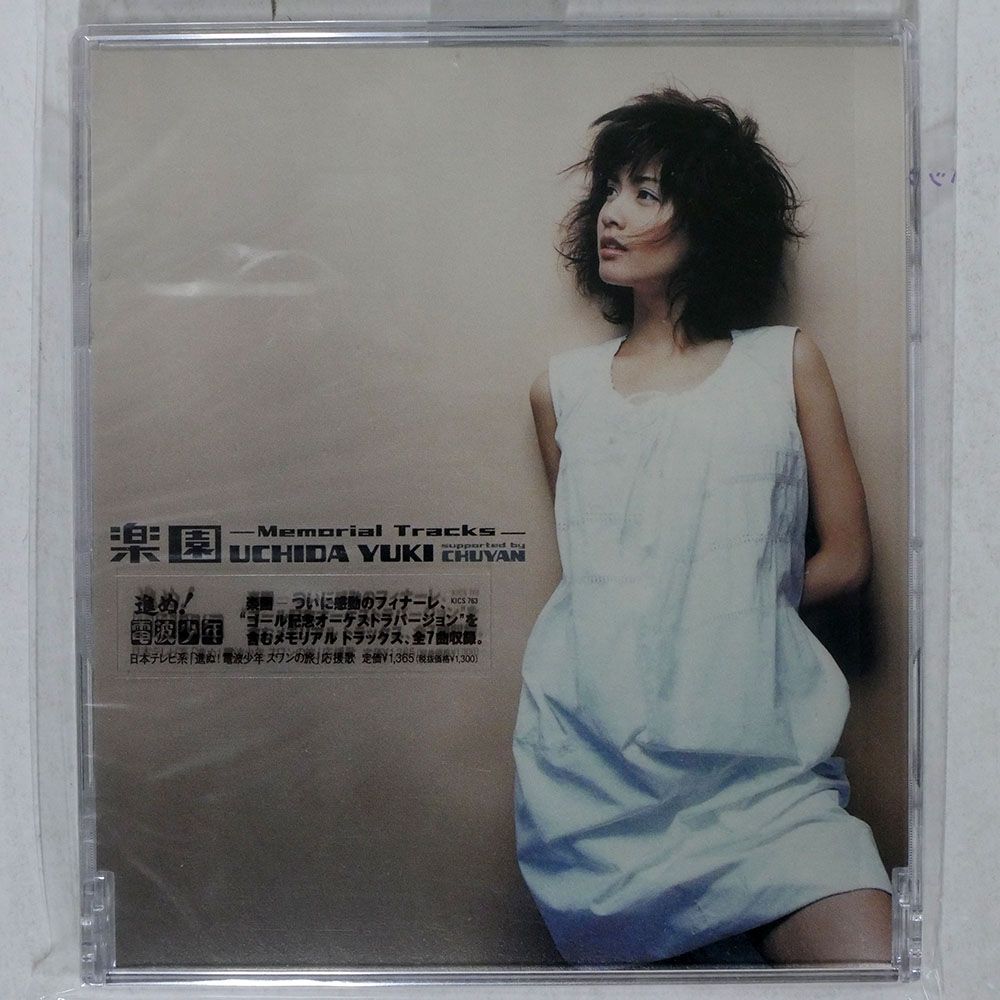 楽園
—Memorial Tracks—
UCHIDA YUKI supported by CHUYAN
進ぬ!
電波少年
KICS 763
楽園 ついに感動のフィナーレ、
“ゴール記念オーケストラバージョン”を
含むメモリアル トラックス、全7曲収録。
日本テレビ系「進ぬ!電波少年 スワンの旅」応援歌 定価¥1,365(税抜価格¥1,300)